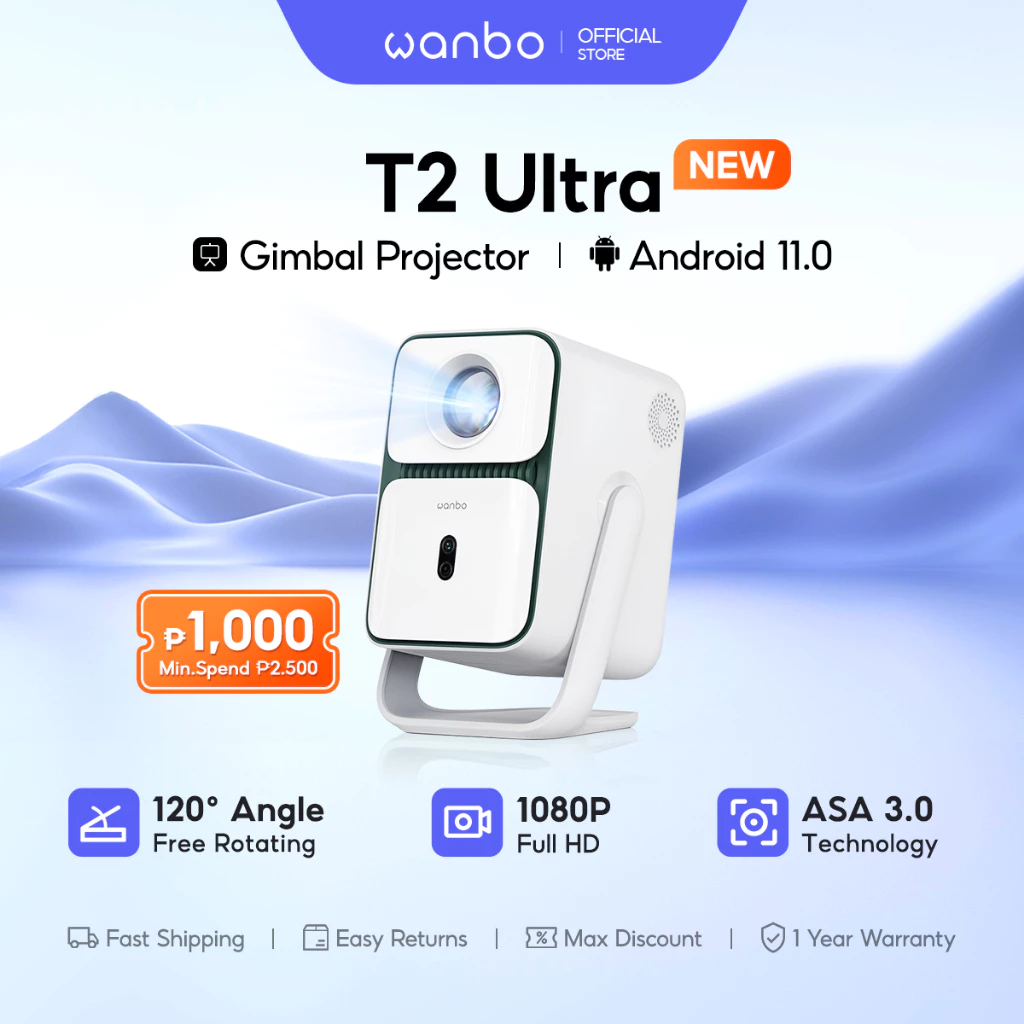 wanbo | OFFICIAL STORE
T2 Ultra NEW
Gimbal Projector | Android 11.0
wanbo
₱1,000
Min.Spend ₱2.500
120° Angle
Free Rotating
1080P
Full HD
ASA 3.0
Technology
Fast Shipping | Easy Returns | Max Discount | 1 Year Warranty